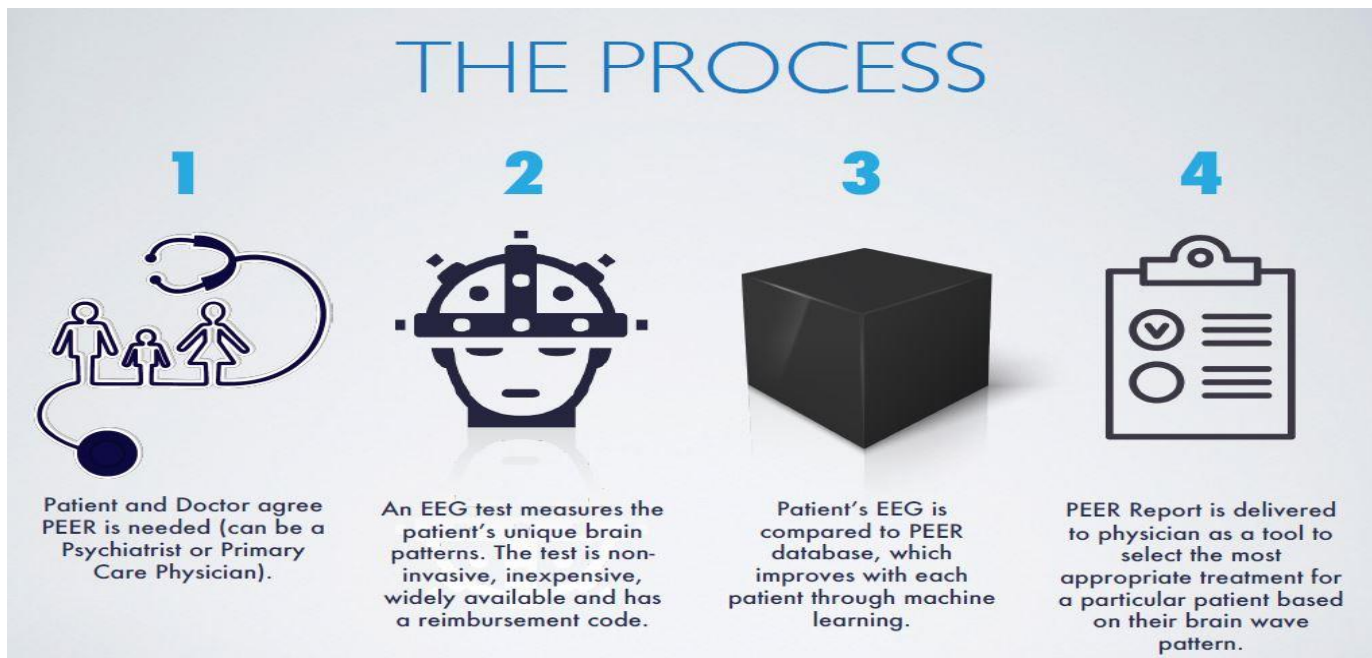 THE PROCESS
1
Patient and Doctor agree
PEER is needed (can be a
Psychiatrist or Primary
Care Physician).
2
An EEG test measures the
patient's unique brain
patterns. The test is non-
invasive, inexpensive,
widely available and has
a reimbursement code.
3
Patient's EEG is
compared to PEER
database, which
improves with each
patient through machine
learning.
4
PEER Report is delivered
to physician as a tool to
select the most
appropriate treatment for
a particular patient based
on their brain wave
pattern.